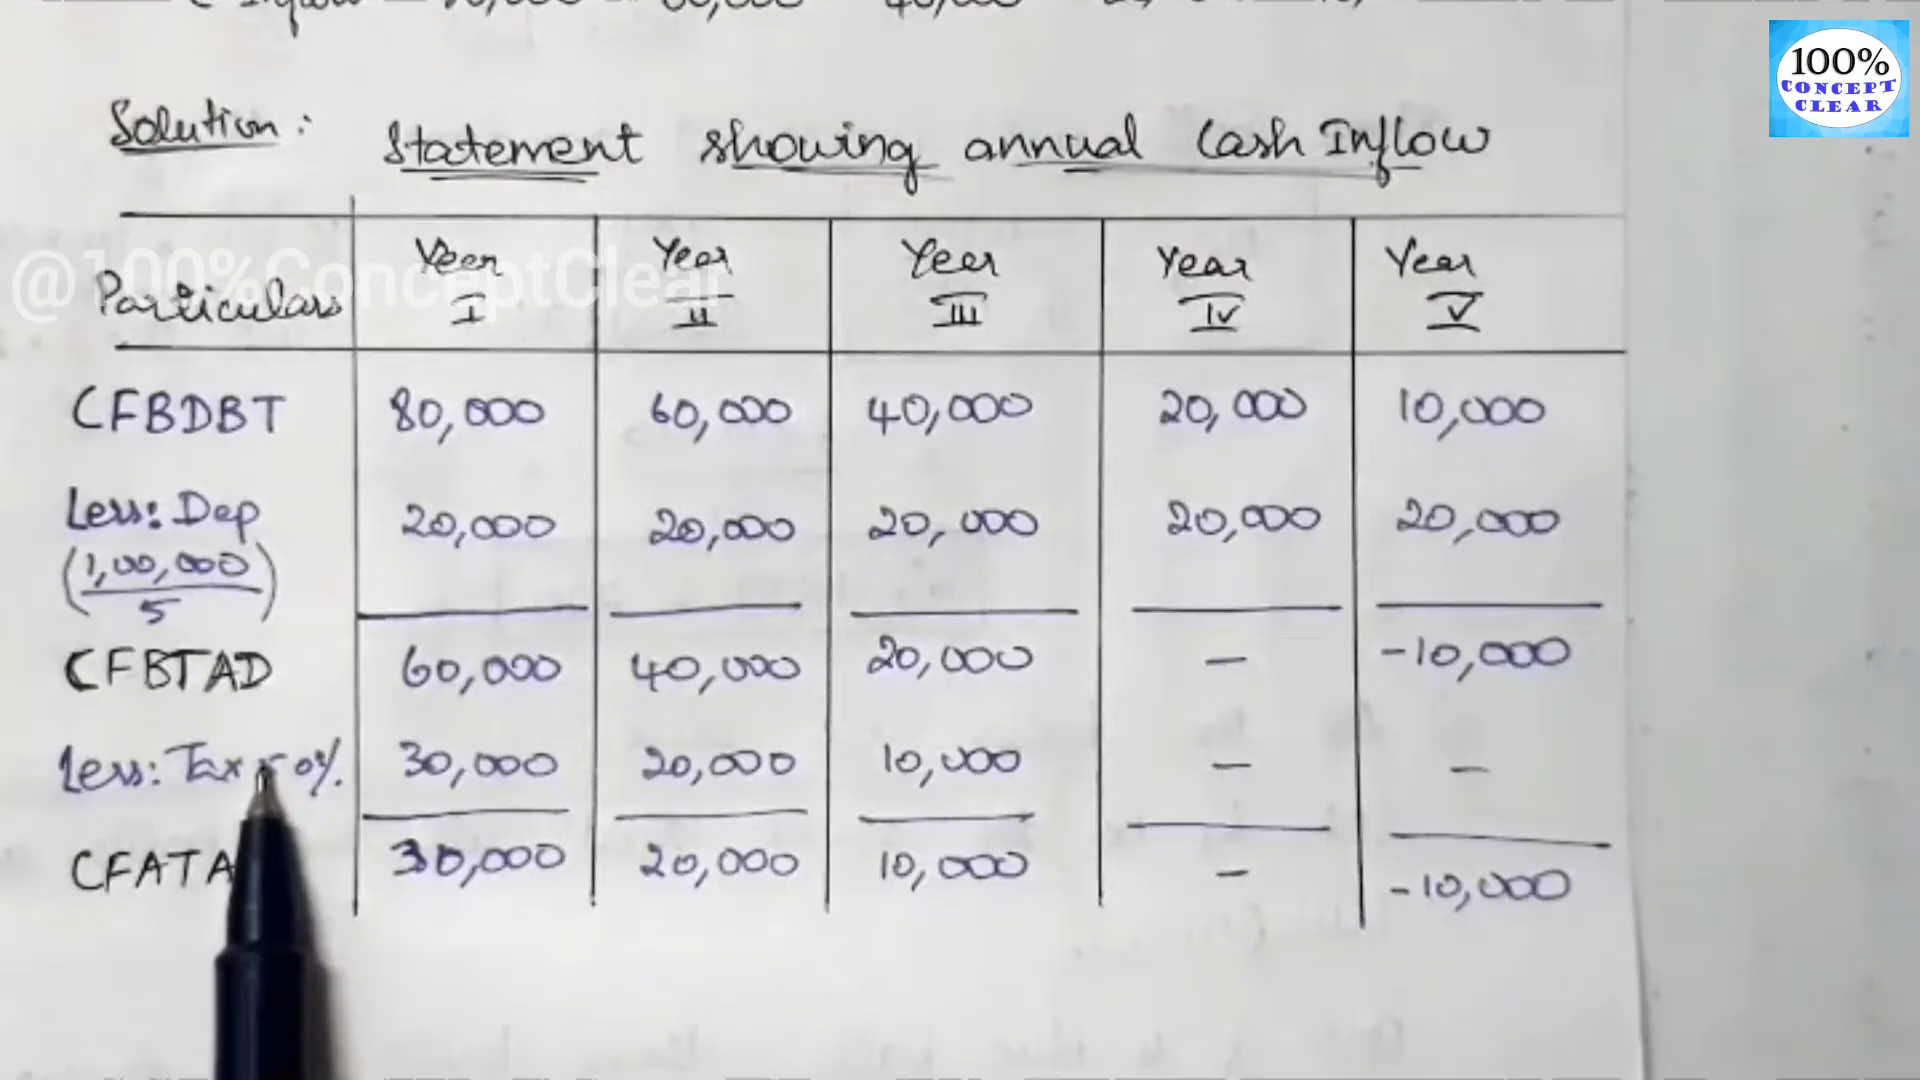 100%
CONCEPT
CLEAR
Solution: Statement showing annual Cash Inflow
@100%ConceptClear
Particulars Year I Year II Year III Year IV Year V
CFBDBT 80,000 60,000 40,000 20,000 10,000
Less: Dep 20,000 20,000 20,000 20,000 20,000
(1,00,000
5)
CFBTAD 60,000 40,000 20,000 — -10,000
Less: Tax 50% 30,000 20,000 10,000 — —
CFATA 30,000 20,000 10,000 — -10,000